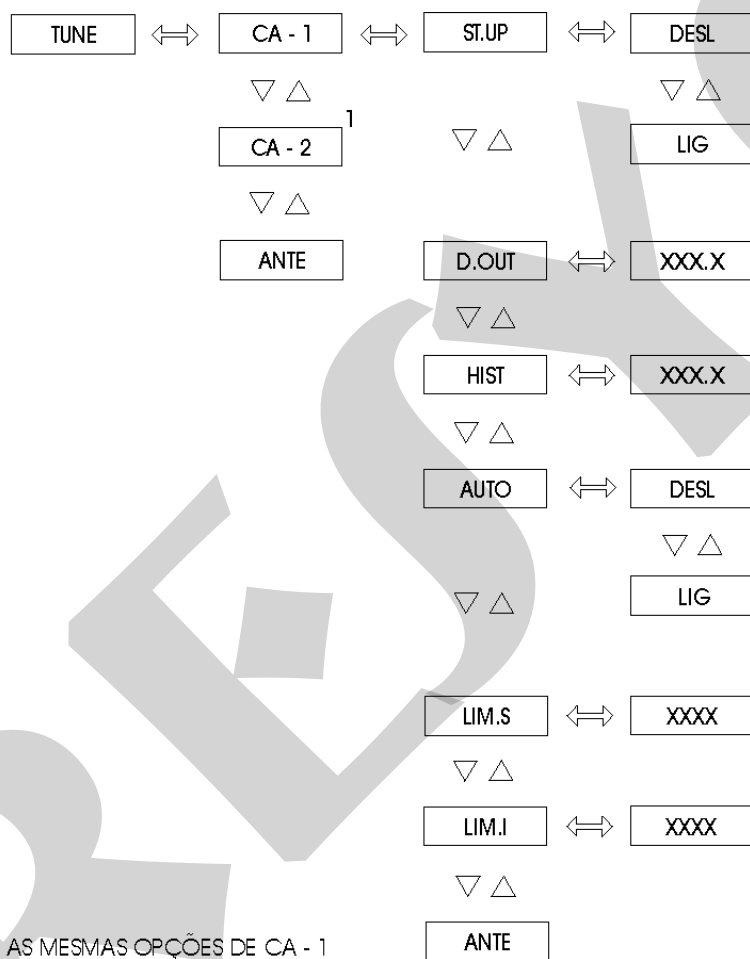 TUNE CA - 1 ST.UP DESL
1
CA - 2 LIG
ANTE D.OUT XXX.X
HIST XXX.X
AUTO DESL
LIG
LIM.S XXXX
LIM.I XXXX
AS MESMAS OPÇÕES DE CA - 1 ANTE